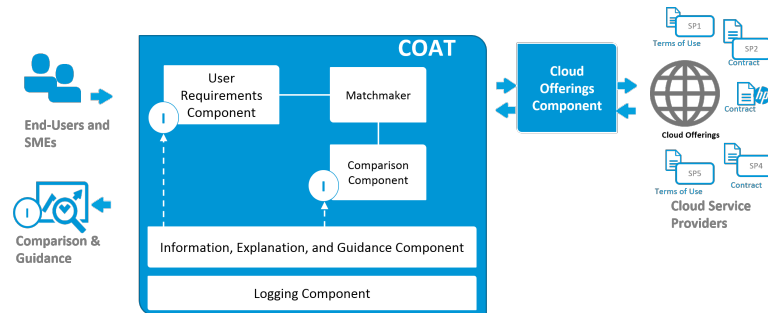 COAT
User
Requirements
Component
I
Matchmaker
Comparison
Component
I
Information, Explanation, and Guidance Component
Logging Component
End-Users and
SMEs
I
Comparison &
Guidance
Cloud
Offerings
Component
SP1
Terms of Use
SP2
Contract
hp
Contract
Cloud Offerings
SP5
Terms of Use
SP4
Contract
Cloud Service
Providers